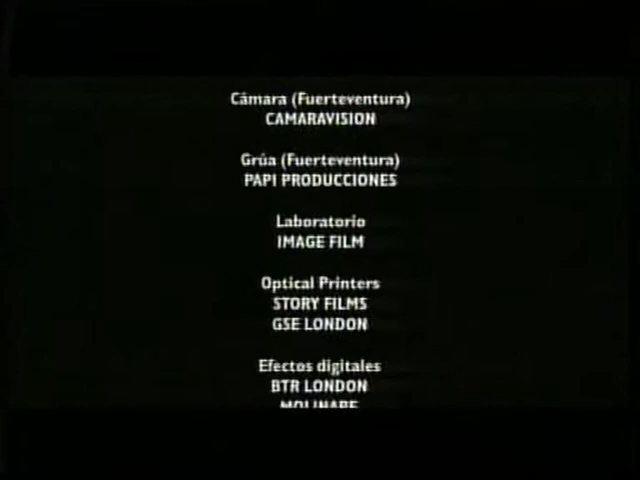 Cámara (Fuerteventura)
CAMARAVISION
Grúa (Fuerteventura)
PAPI PRODUCCIONES
Laboratorio
IMAGE FILM
Optical Printers
STORY FILMS
GSE LONDON
Efectos digitales
BTR LONDON
MOLINARE